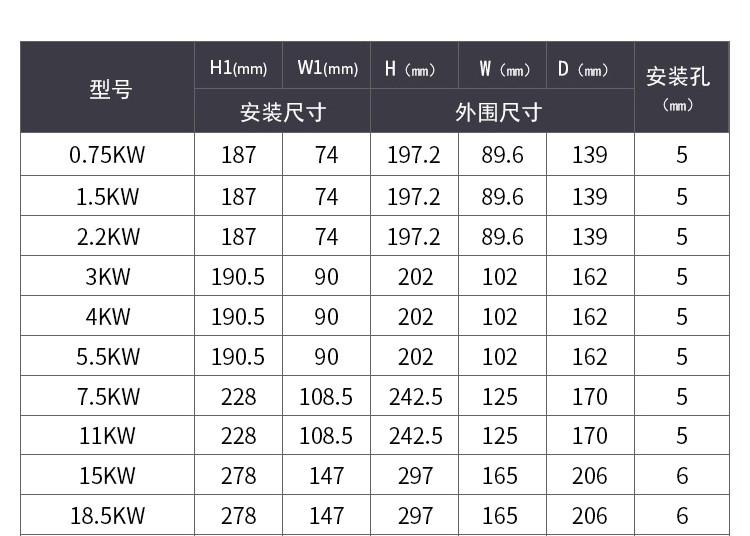 型号 H1(mm) W1(mm) H（mm） W（mm） D（mm） 安装孔（mm）
安装尺寸 外围尺寸
0.75KW 187 74 197.2 89.6 139 5
1.5KW 187 74 197.2 89.6 139 5
2.2KW 187 74 197.2 89.6 139 5
3KW 190.5 90 202 102 162 5
4KW 190.5 90 202 102 162 5
5.5KW 190.5 90 202 102 162 5
7.5KW 228 108.5 242.5 125 170 5
11KW 228 108.5 242.5 125 170 5
15KW 278 147 297 165 206 6
18.5KW 278 147 297 165 206 6